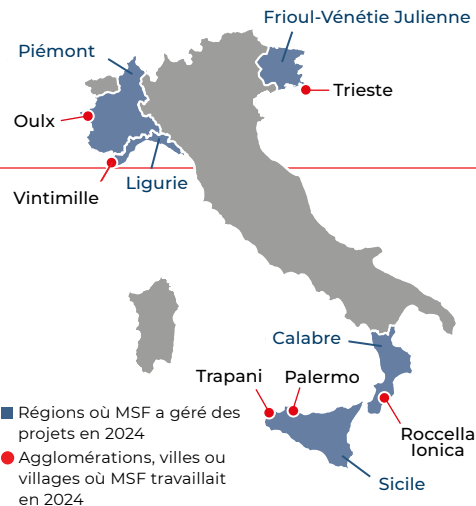 Frioul-Vénétie Julienne
Piémont
Trieste
Oulx
Ligurie
Vintimille
Calabre
Trapani
Palermo
Régions où MSF a géré des
projets en 2024
Roccella
Ionica
Agglomérations, villes ou
villages où MSF travaillait
en 2024
Sicile